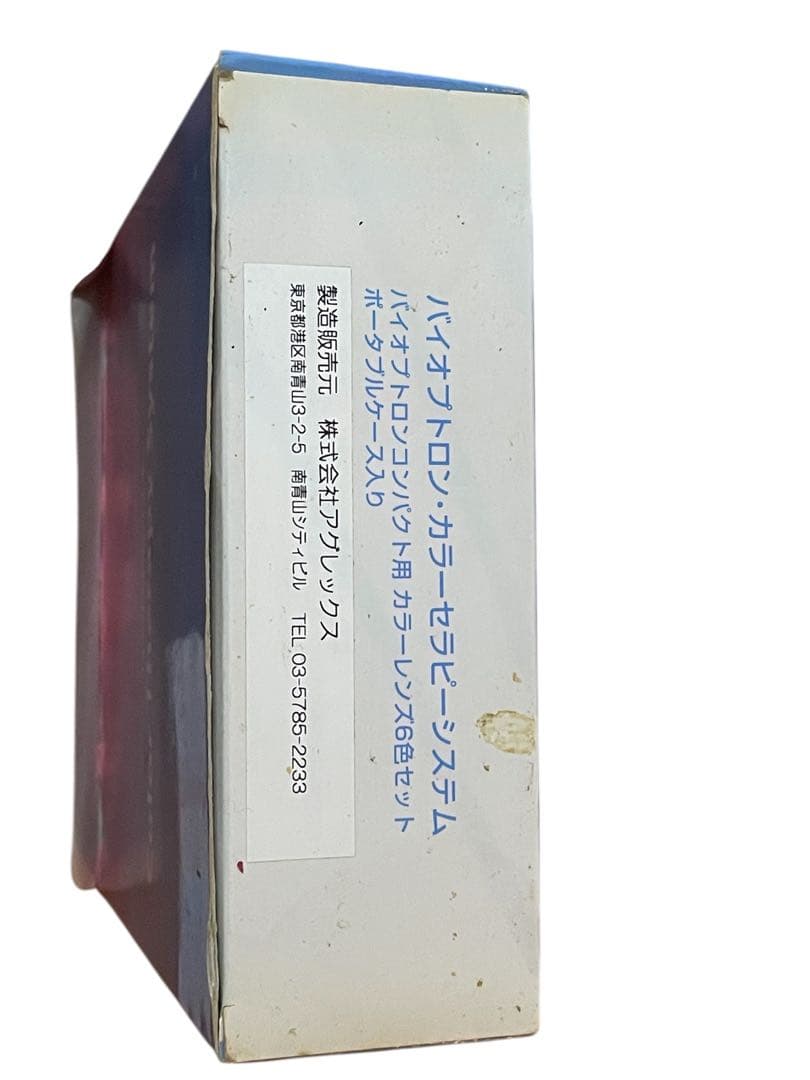 バイオプトロン・カラーセラピーシステム
バイオプトロンコンパクト用 カラーレンズ6色セット
ポータブルケース入り
製造販売元　株式会社アグレックス
東京都港区南青山3-2-5　南青山シティビル　TEL 03-5785-2233